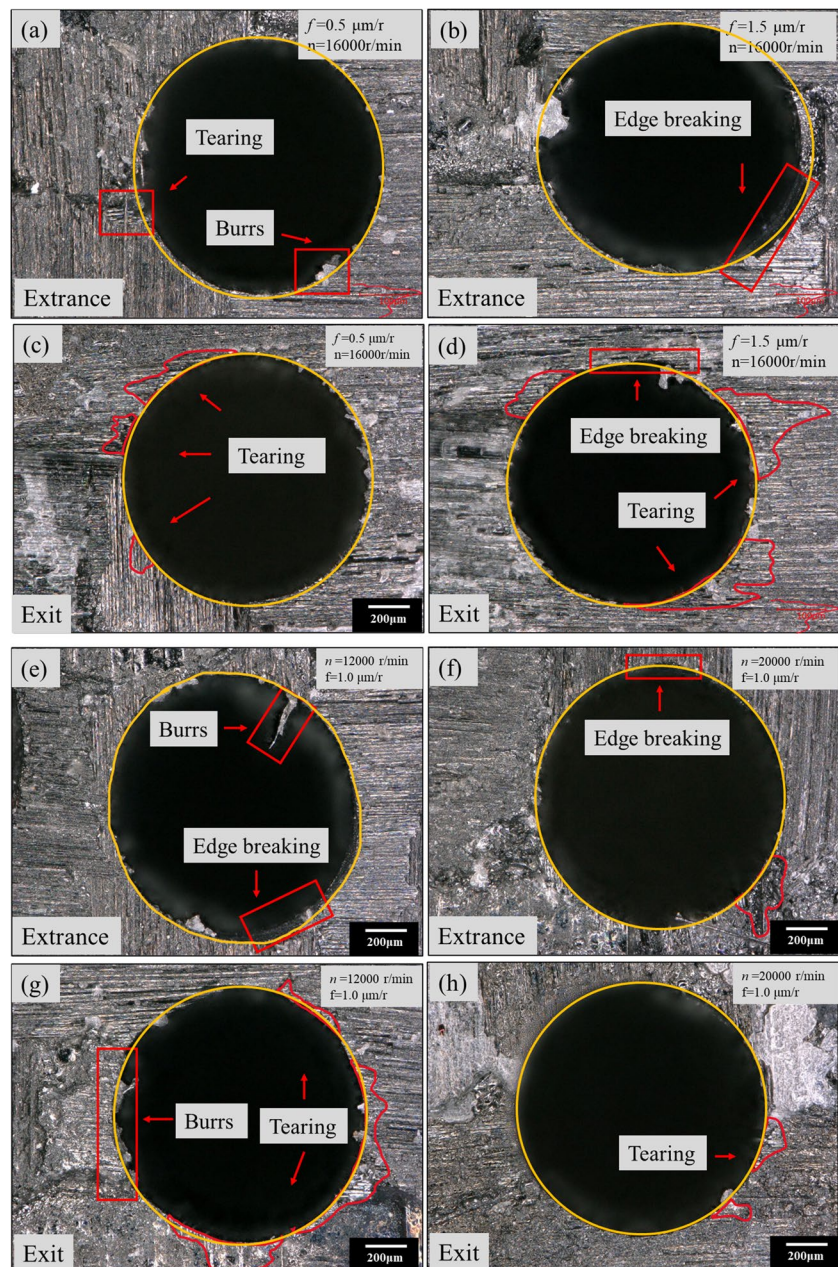 (a)
f=0.5 μm/r
n=16000r/min
Tearing
Burrs
Extrance
(b)
f=1.5 μm/r
n=16000r/min
Edge breaking
Extrance
(c)
f=0.5 μm/r
n=16000r/min
Tearing
Exit
200μm
(d)
f=1.5 μm/r
n=16000r/min
Edge breaking
Tearing
Exit
(e)
n=12000 r/min
f=1.0 μm/r
Burrs
Edge breaking
Extrance
200μm
(f)
n=20000 r/min
f=1.0 μm/r
Edge breaking
Extrance
200μm
(g)
n=12000 r/min
f=1.0 μm/r
Burrs
Tearing
Exit
200μm
(h)
n=20000 r/min
f=1.0 μm/r
Tearing
Exit
200μm